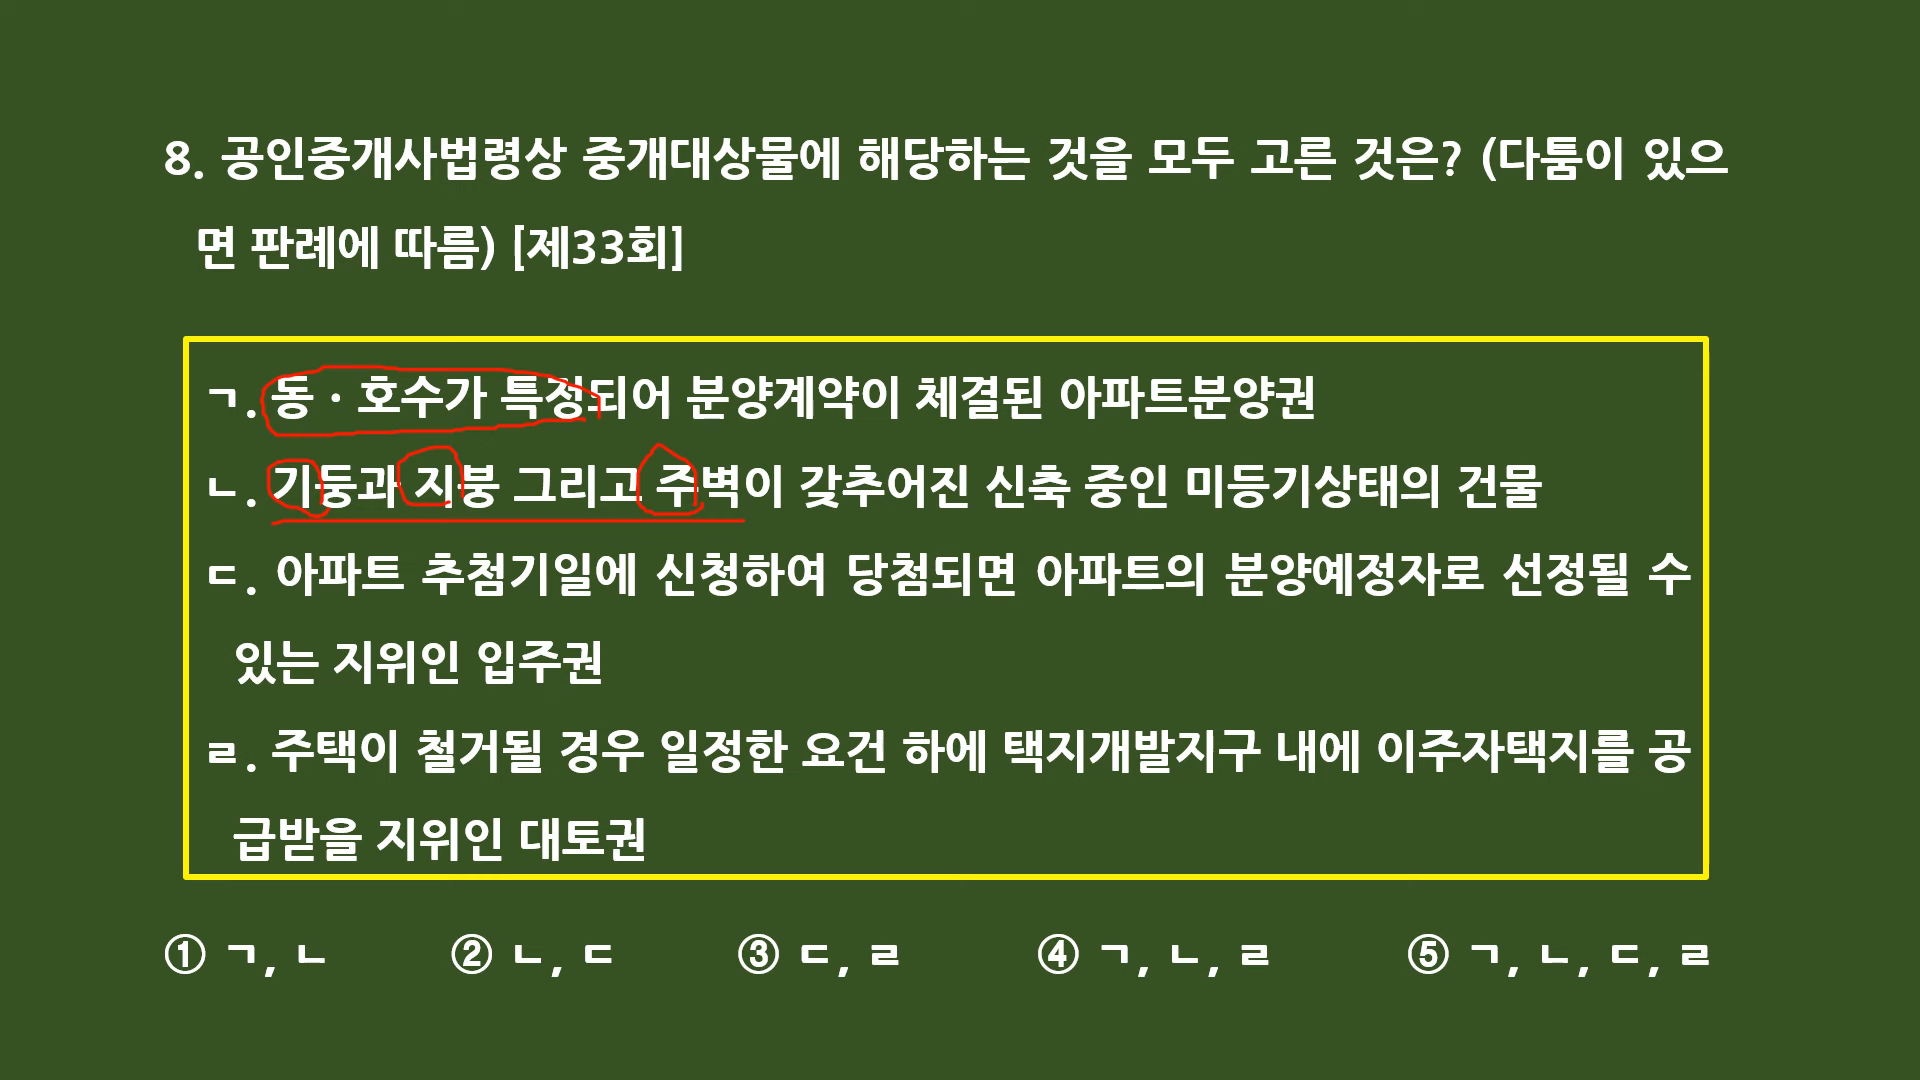 8. 공인중개사법령상 중개대상물에 해당하는 것을 모두 고른 것은? (다툼이 있으
면 판례에 따름) [제33회]
ㄱ. 동ㆍ호수가 특정되어 분양계약이 체결된 아파트분양권
ㄴ. 기둥과 지붕 그리고 주벽이 갖추어진 신축 중인 미등기상태의 건물
ㄷ. 아파트 추첨기일에 신청하여 당첨되면 아파트의 분양예정자로 선정될 수
있는 지위인 입주권
ㄹ. 주택이 철거될 경우 일정한 요건 하에 택지개발지구 내에 이주자택지를 공
급받을 지위인 대토권
① ㄱ, ㄴ ② ㄴ, ㄷ ③ ㄷ, ㄹ ④ ㄱ, ㄴ, ㄹ ⑤ ㄱ, ㄴ, ㄷ, ㄹ